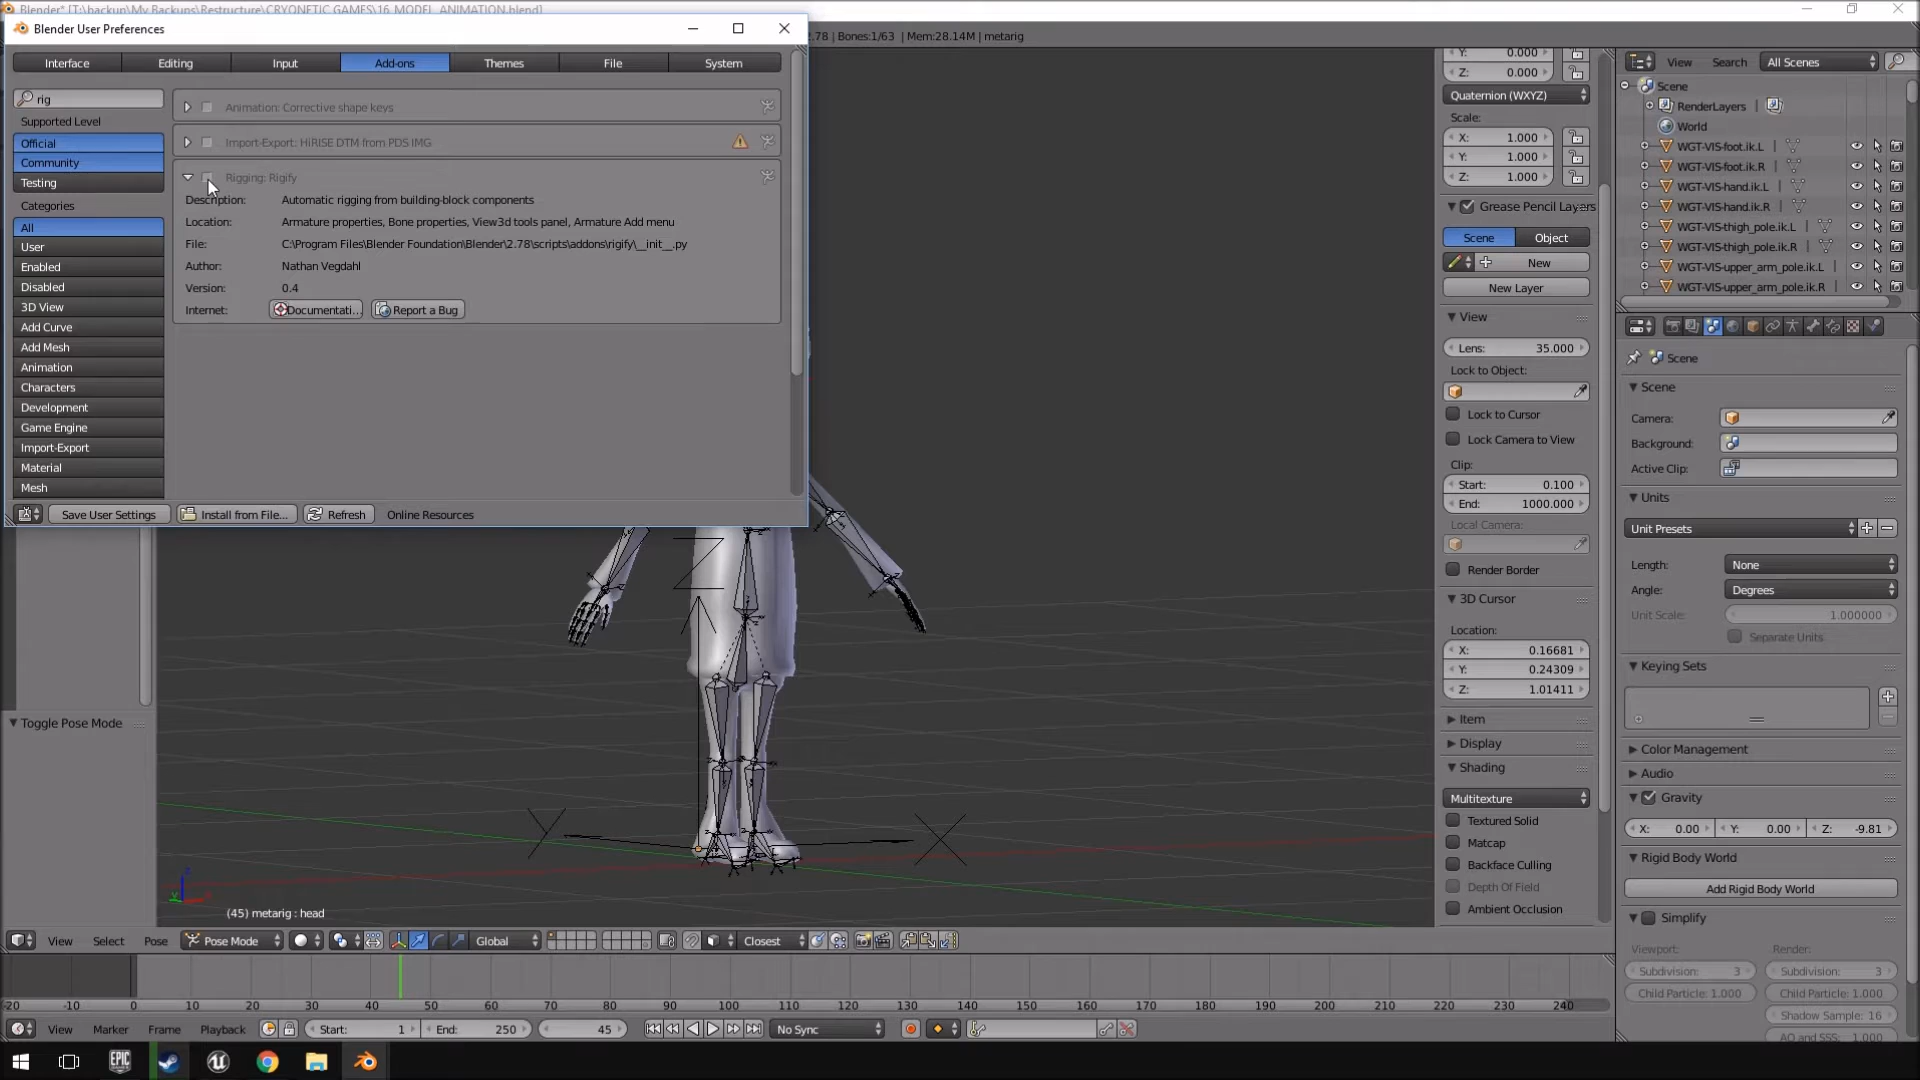 Blender* [T:\backup\My Backups\Restructure\CRYONETIC GAMES\16_MODEL_ANIMATION.blend]
Blender User Preferences
.78 | Bones:1/63 | Mem:28.14M | metarig
Interface
Editing
Input
Add-ons
Themes
File
System
rig
Supported Level
Official
Community
Testing
Categories
All
User
Enabled
Disabled
3D View
Add Curve
Add Mesh
Animation
Characters
Development
Game Engine
Import-Export
Material
Mesh
Animation: Corrective shape keys
Import-Export: HiRISE DTM from PDS IMG
Rigging: Rigify
Description: Automatic rigging from building-block components
Location: Armature properties, Bone properties, View3d tools panel, Armature Add menu
File: C:\Program Files\Blender Foundation\Blender\2.78\scripts\addons\rigify\__init__.py
Author: Nathan Vegdahl
Version: 0.4
Internet: Documentati... Report a Bug
Save User Settings
Install from File...
Refresh
Online Resources
Toggle Pose Mode
Z
Y
X
(45) metarig : head
Y: 0.000
Z: 0.000
Quaternion (WXYZ)
Scale:
X: 1.000
Y: 1.000
Z: 1.000
Grease Pencil Layers
Scene Object
New
New Layer
View
Lens: 35.000
Lock to Object:
Lock to Cursor
Lock Camera to View
Clip:
Start: 0.100
End: 1000.000
Local Camera:
Render Border
3D Cursor
Location:
X: 0.16681
Y: 0.24309
Z: 1.01411
Item
Display
Shading
Multitexture
Textured Solid
Matcap
Backface Culling
Depth Of Field
Ambient Occlusion
View Search All Scenes
Scene
RenderLayers
World
WGT-VIS-foot.ik.L
WGT-VIS-foot.ik.R
WGT-VIS-hand.ik.L
WGT-VIS-hand.ik.R
WGT-VIS-thigh_pole.ik.L
WGT-VIS-thigh_pole.ik.R
WGT-VIS-upper_arm_pole.ik.L
WGT-VIS-upper_arm_pole.ik.R
Scene
Scene
Camera:
Background:
Active Clip:
Units
Unit Presets
Length: None
Angle: Degrees
Unit Scale: 1.000000
Separate Units
Keying Sets
Color Management
Audio
Gravity
X: 0.00 Y: 0.00 Z: -9.81
Rigid Body World
Add Rigid Body World
Simplify
Viewport: Render:
Subdivision: 3 Subdivision: 3
Child Particle: 1.000 Child Particle: 1.000
Shadow Sample: 16
AO and SSS: 1.000
View Select Pose Pose Mode Global Closest
-20 -10 0 10 20 30 40 50 60 70 80 90 100 110 120 130 140 150 160 170 180 190 200 210 220 230 240
View Marker Frame Playback Start: 1 End: 250 45 No Sync
EPIC
GAMES